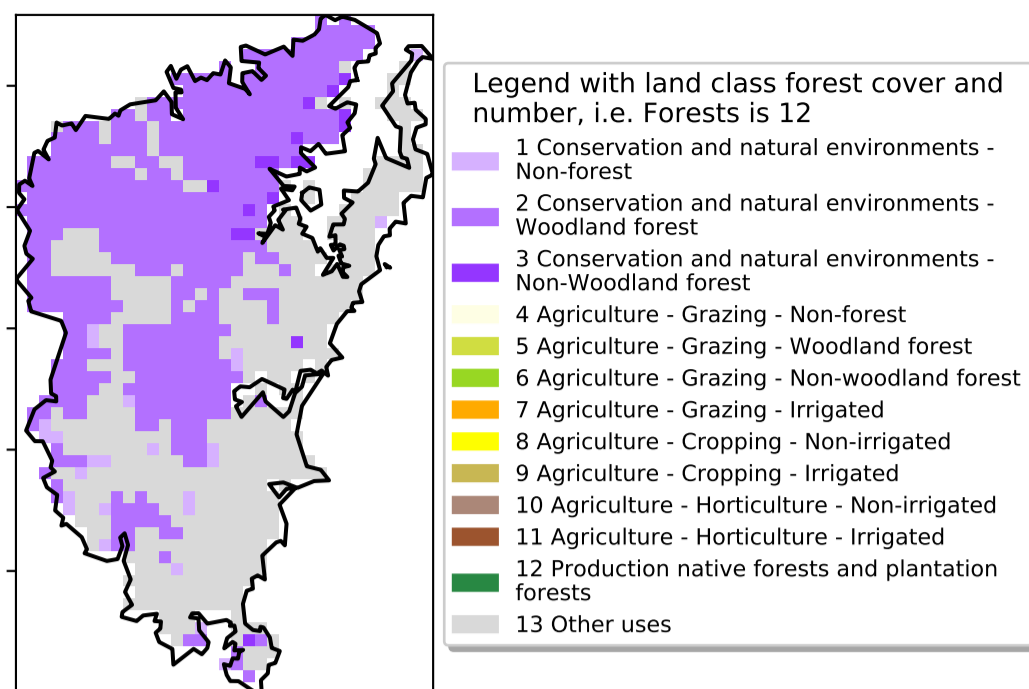 Legend with land class forest cover and
number, i.e. Forests is 12
1 Conservation and natural environments -
Non-forest
2 Conservation and natural environments -
Woodland forest
3 Conservation and natural environments -
Non-Woodland forest
4 Agriculture - Grazing - Non-forest
5 Agriculture - Grazing - Woodland forest
6 Agriculture - Grazing - Non-woodland forest
7 Agriculture - Grazing - Irrigated
8 Agriculture - Cropping - Non-irrigated
9 Agriculture - Cropping - Irrigated
10 Agriculture - Horticulture - Non-irrigated
11 Agriculture - Horticulture - Irrigated
12 Production native forests and plantation
forests
13 Other uses